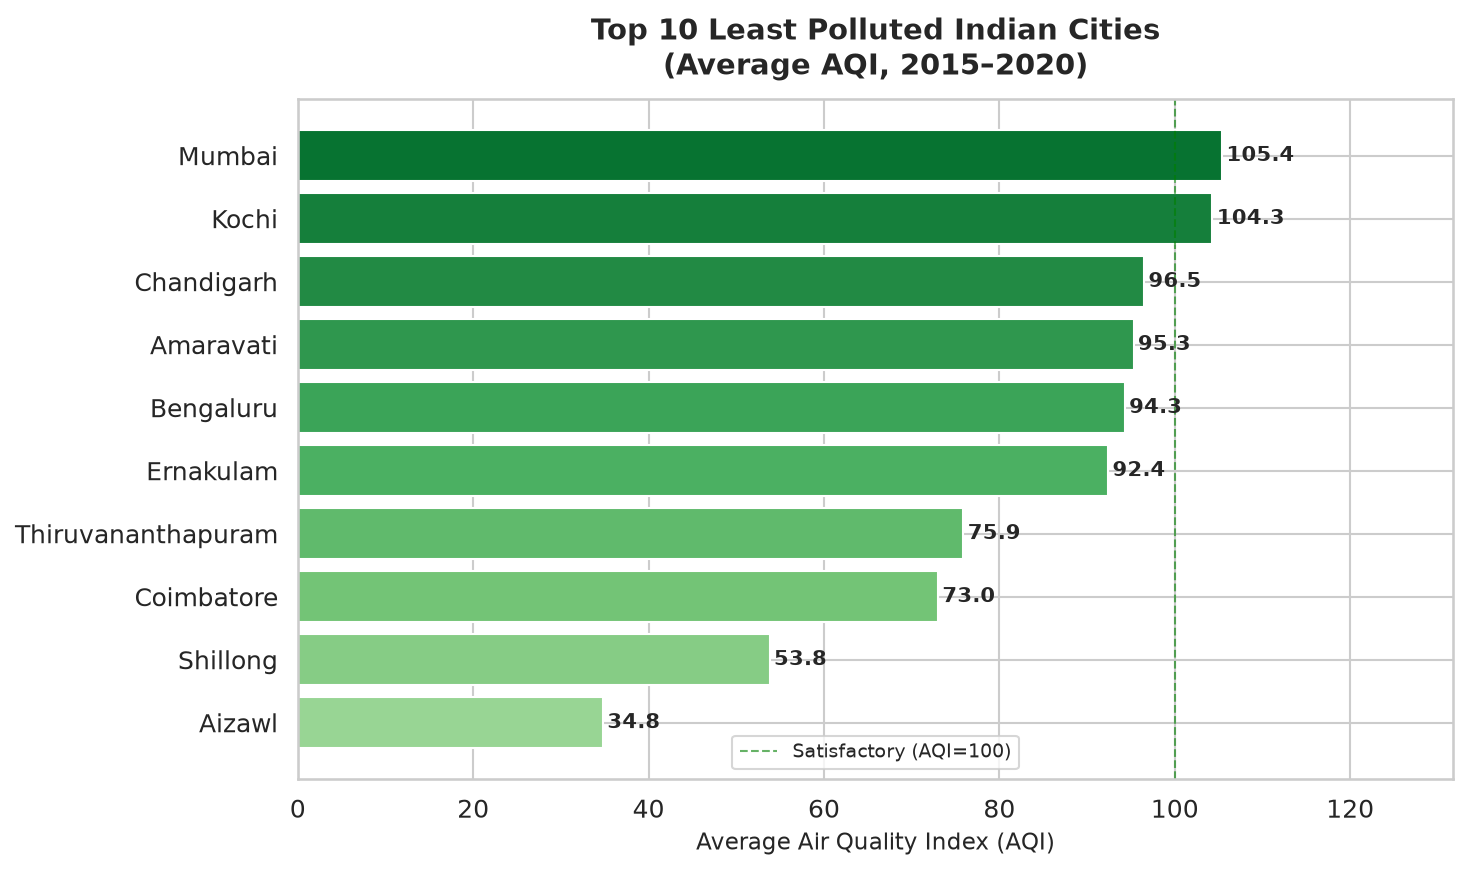 Top 10 Least Polluted Indian Cities
(Average AQI, 2015–2020)
Mumbai 105.4
Kochi 104.3
Chandigarh 96.5
Amaravati 95.3
Bengaluru 94.3
Ernakulam 92.4
Thiruvananthapuram 75.9
Coimbatore 73.0
Shillong 53.8
Aizawl 34.8
Satisfactory (AQI=100)
0 20 40 60 80 100 120
Average Air Quality Index (AQI)